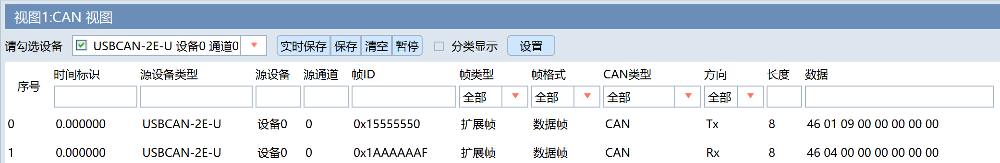 视图1:CAN 视图
请勾选设备 USBCAN-2E-U 设备0 通道0 实时保存 保存 清空 暂停 分类显示 设置
序号 时间标识 源设备类型 源设备 源通道 帧ID 帧类型 帧格式 CAN类型 方向 长度 数据
全部 全部 全部 全部
0 0.000000 USBCAN-2E-U 设备0 0 0x15555550 扩展帧 数据帧 CAN Tx 8 46 01 09 00 00 00 00 00
1 0.000000 USBCAN-2E-U 设备0 0 0x1AAAAAAF 扩展帧 数据帧 CAN Rx 8 46 04 00 00 00 00 00 00